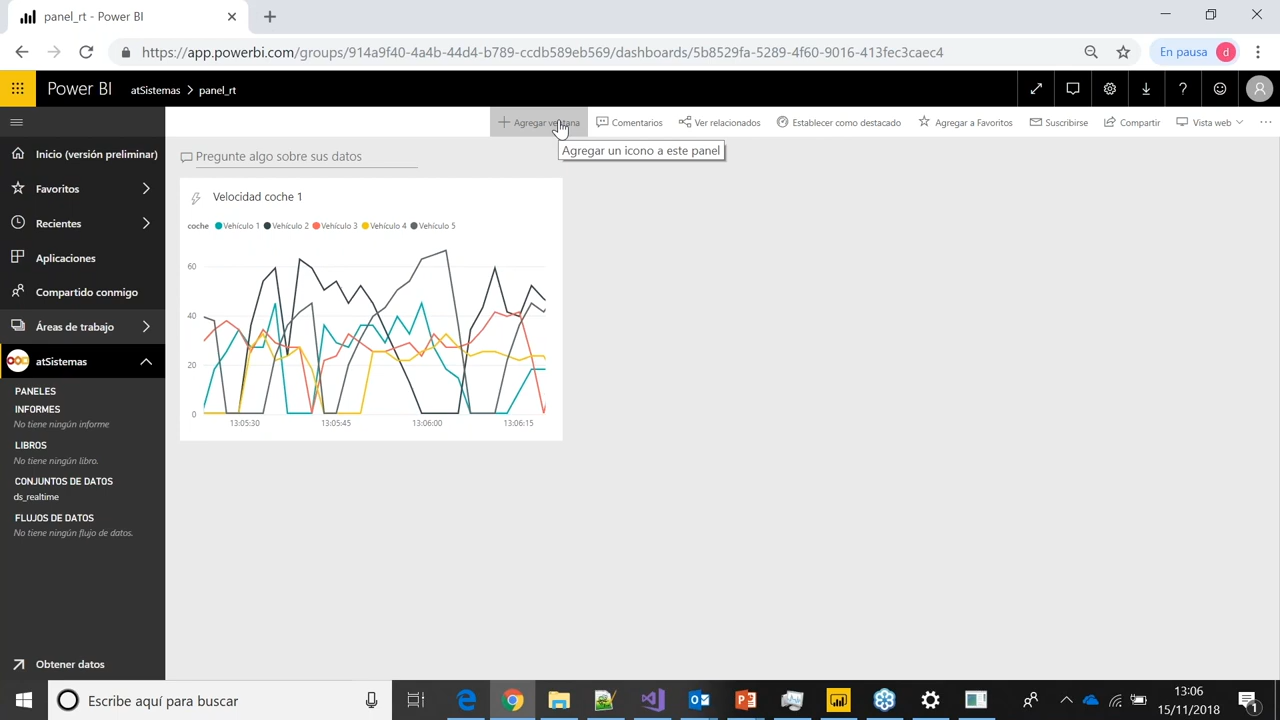 panel_rt - Power BI
https://app.powerbi.com/groups/914a9f40-4a4b-44d4-b789-ccdb589eb569/dashboards/5b8529fa-5289-4f60-9016-413fec3caec4
En pausa
d
Power BI
atSistemas > panel_rt
Agregar ventana
Comentarios
Ver relacionados
Establecer como destacado
Agregar a Favoritos
Suscribirse
Compartir
Vista web
Agregar un icono a este panel
Inicio (versión preliminar)
Favoritos
Recientes
Aplicaciones
Compartido conmigo
Áreas de trabajo
atSistemas
PANELES
INFORMES
No tiene ningún informe
LIBROS
No tiene ningún libro.
CONJUNTOS DE DATOS
ds_realtime
FLUJOS DE DATOS
No tiene ningún flujo de datos.
Obtener datos
Pregunte algo sobre sus datos
Velocidad coche 1
coche Vehículo 1 Vehículo 2 Vehículo 3 Vehículo 4 Vehículo 5
60
40
20
0
13:05:30 13:05:45 13:06:00 13:06:15
Escribe aquí para buscar
13:06
15/11/2018
1